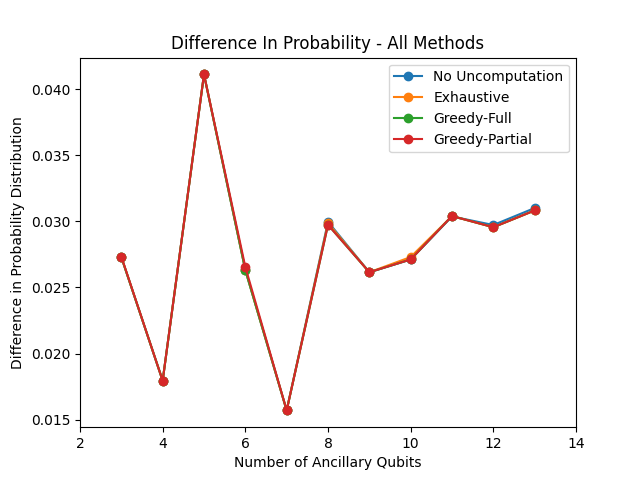 Difference In Probability - All Methods
No Uncomputation
Exhaustive
Greedy-Full
Greedy-Partial
Difference in Probability Distribution
0.040
0.035
0.030
0.025
0.020
0.015
2 4 6 8 10 12 14
Number of Ancillary Qubits